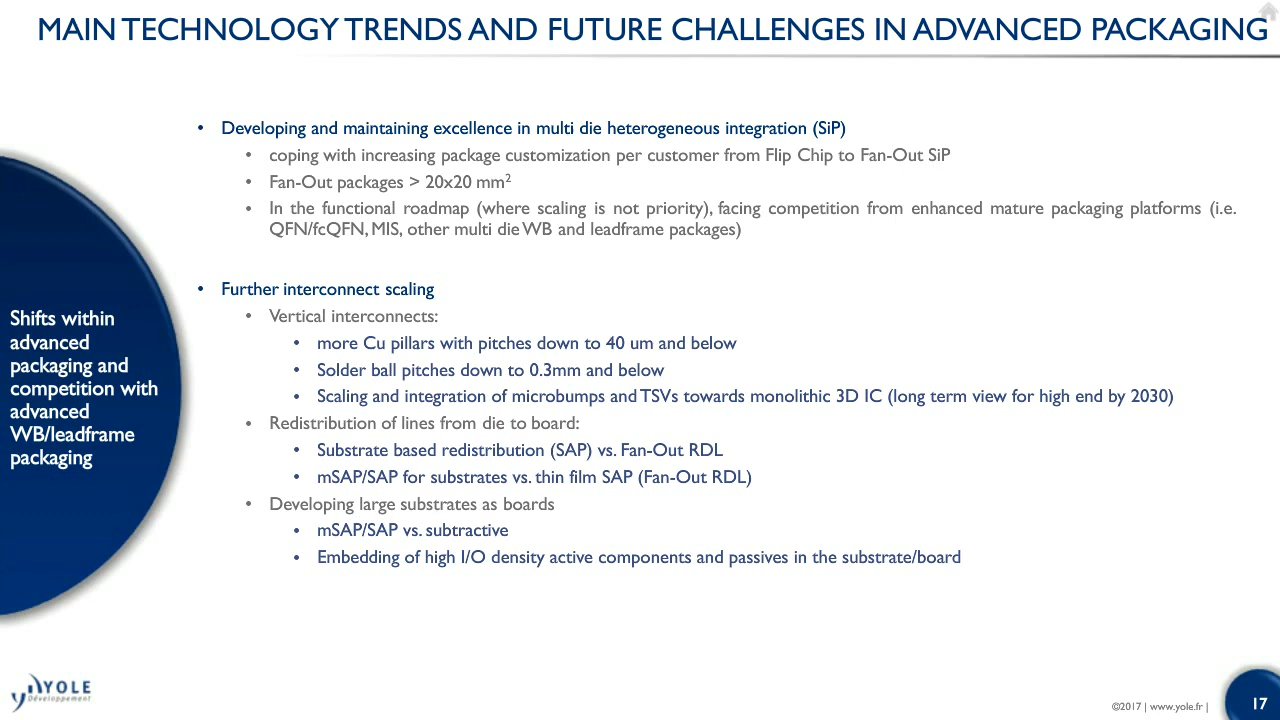 MAIN TECHNOLOGY TRENDS AND FUTURE CHALLENGES IN ADVANCED PACKAGING
Shifts within
advanced
packaging and
competition with
advanced
WB/leadframe
packaging
• Developing and maintaining excellence in multi die heterogeneous integration (SiP)
• coping with increasing package customization per customer from Flip Chip to Fan-Out SiP
• Fan-Out packages > 20x20 mm²
• In the functional roadmap (where scaling is not priority), facing competition from enhanced mature packaging platforms (i.e.
QFN/fcQFN, MIS, other multi die WB and leadframe packages)
• Further interconnect scaling
• Vertical interconnects:
• more Cu pillars with pitches down to 40 um and below
• Solder ball pitches down to 0.3mm and below
• Scaling and integration of microbumps and TSVs towards monolithic 3D IC (long term view for high end by 2030)
• Redistribution of lines from die to board:
• Substrate based redistribution (SAP) vs. Fan-Out RDL
• mSAP/SAP for substrates vs. thin film SAP (Fan-Out RDL)
• Developing large substrates as boards
• mSAP/SAP vs. subtractive
• Embedding of high I/O density active components and passives in the substrate/board
YOLE
Développement
©2017 | www.yole.fr |
17